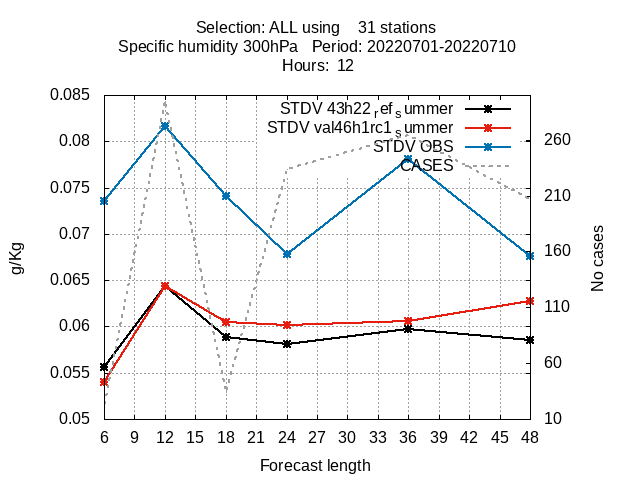 Selection: ALL using    31 stations
Specific humidity 300hPa   Period: 20220701-20220710
Hours:  12
STDV 43h22_ref_summer
STDV val46h1rc1_summer
STDV OBS
CASES
0.085
0.08
0.075
0.07
0.065
0.06
0.055
0.05
g/Kg
260
210
160
110
60
10
No cases
6 9 12 15 18 21 24 27 30 33 36 39 42 45 48
Forecast length